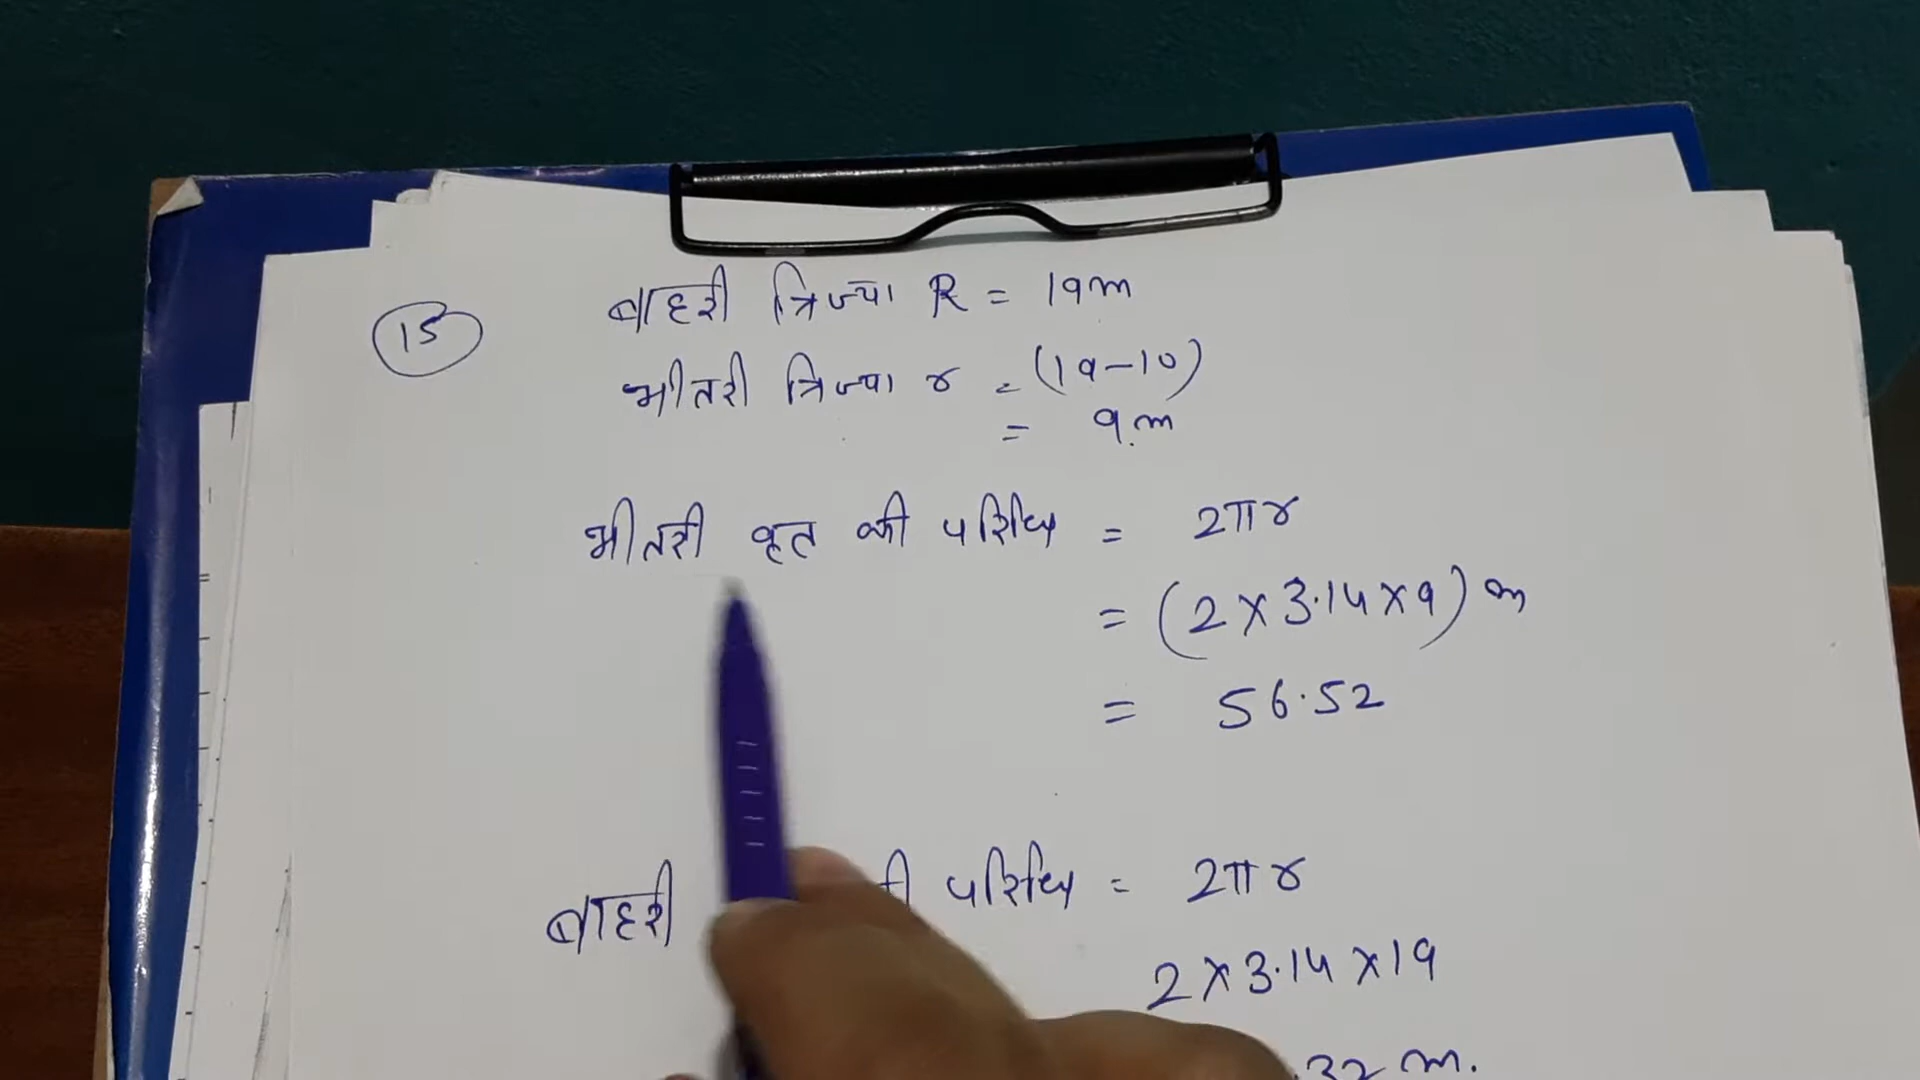 15
बाहरी त्रिज्या R = 19m
भीतरी त्रिज्या r = (19-10)
= 9.m
भीतरी वृत की परिधि = 2πr
= (2×3.14×9) m
= 56.52
बाहरी की परिधि = 2πr
2×3.14×19
.32 m.